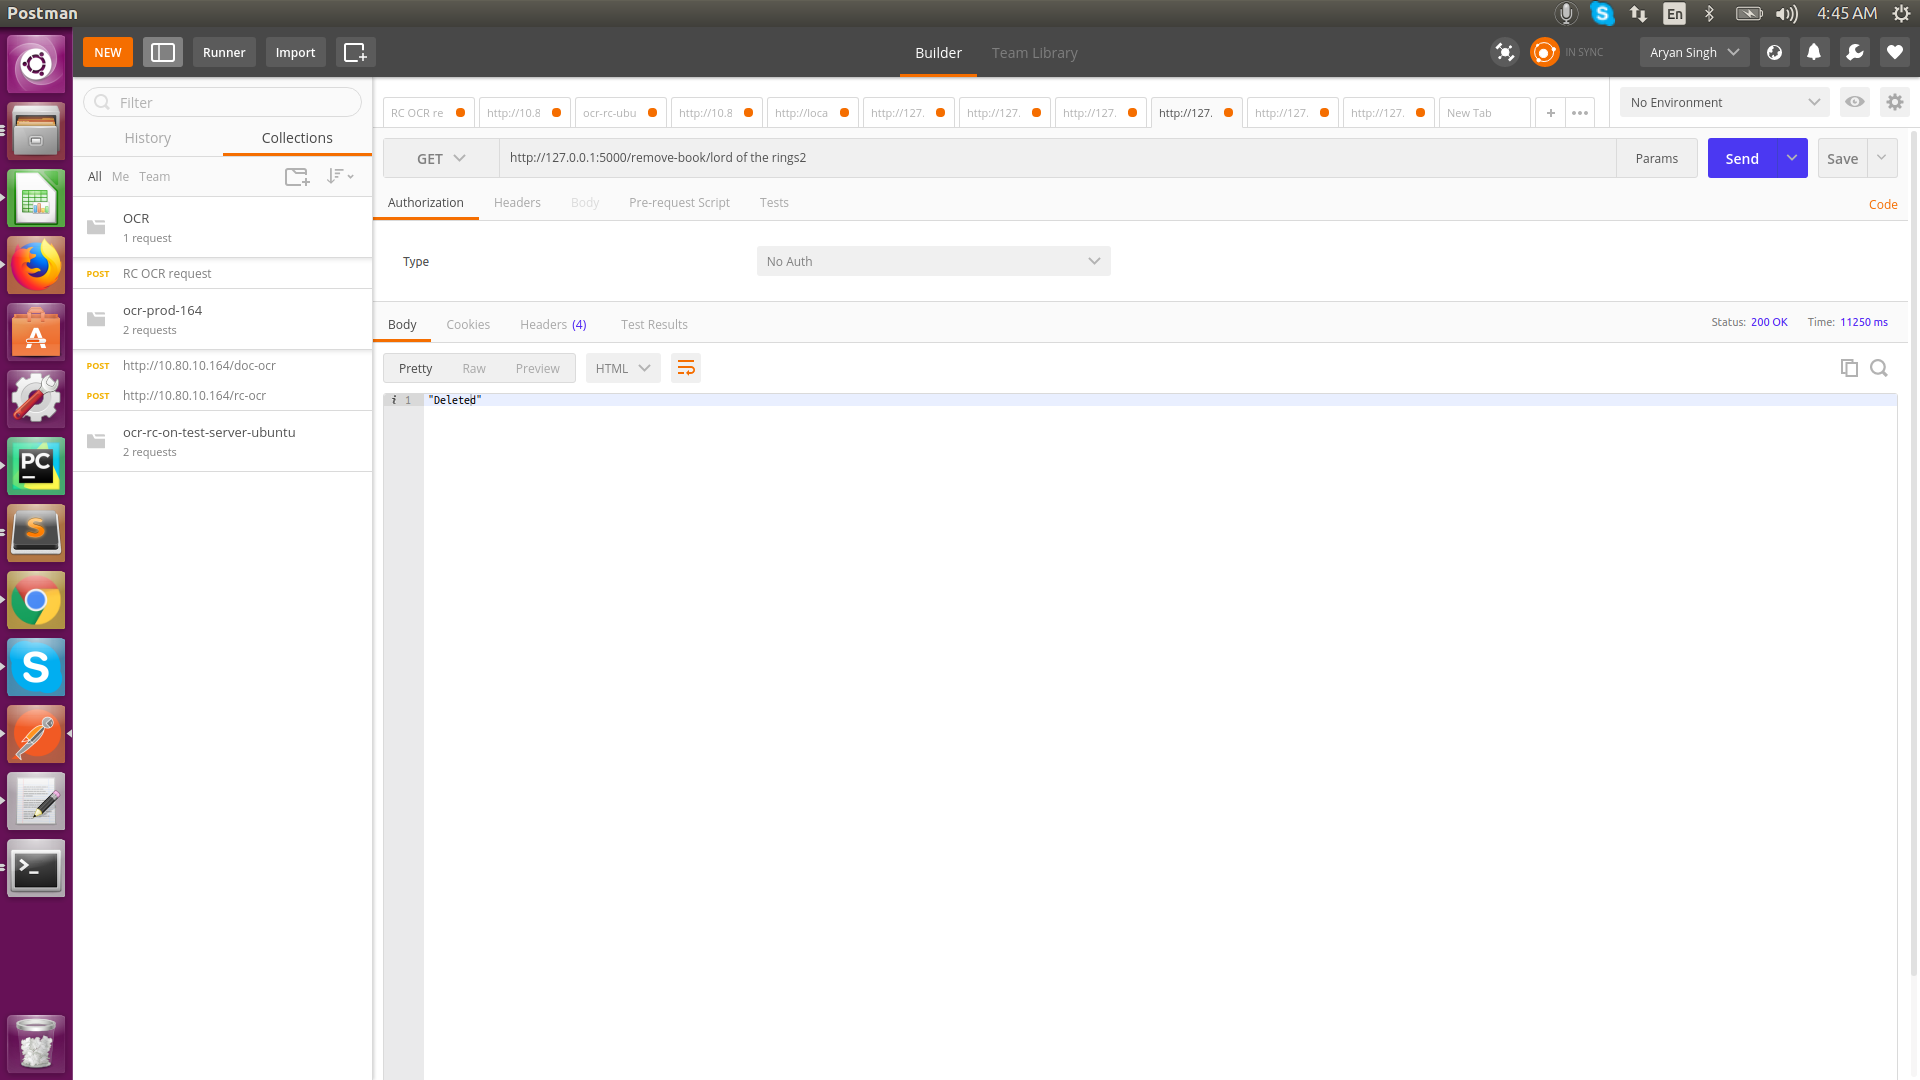 Postman
En
4:45 AM
NEW
Runner
Import
Builder
Team Library
IN SYNC
Aryan Singh
Filter
History
Collections
All
Me
Team
OCR
1 request
POST
RC OCR request
ocr-prod-164
2 requests
POST
http://10.80.10.164/doc-ocr
POST
http://10.80.10.164/rc-ocr
ocr-rc-on-test-server-ubuntu
2 requests
RC OCR re
http://10.8
ocr-rc-ubu
http://10.8
http://loca
http://127.
http://127.
http://127.
http://127.
http://127.
http://127.
New Tab
No Environment
GET
http://127.0.0.1:5000/remove-book/lord of the rings2
Params
Send
Save
Authorization
Headers
Body
Pre-request Script
Tests
Code
Type
No Auth
Body
Cookies
Headers (4)
Test Results
Status: 200 OK
Time: 11250 ms
Pretty
Raw
Preview
HTML
i 1 "Deleted"
PC
S
S
A
>_